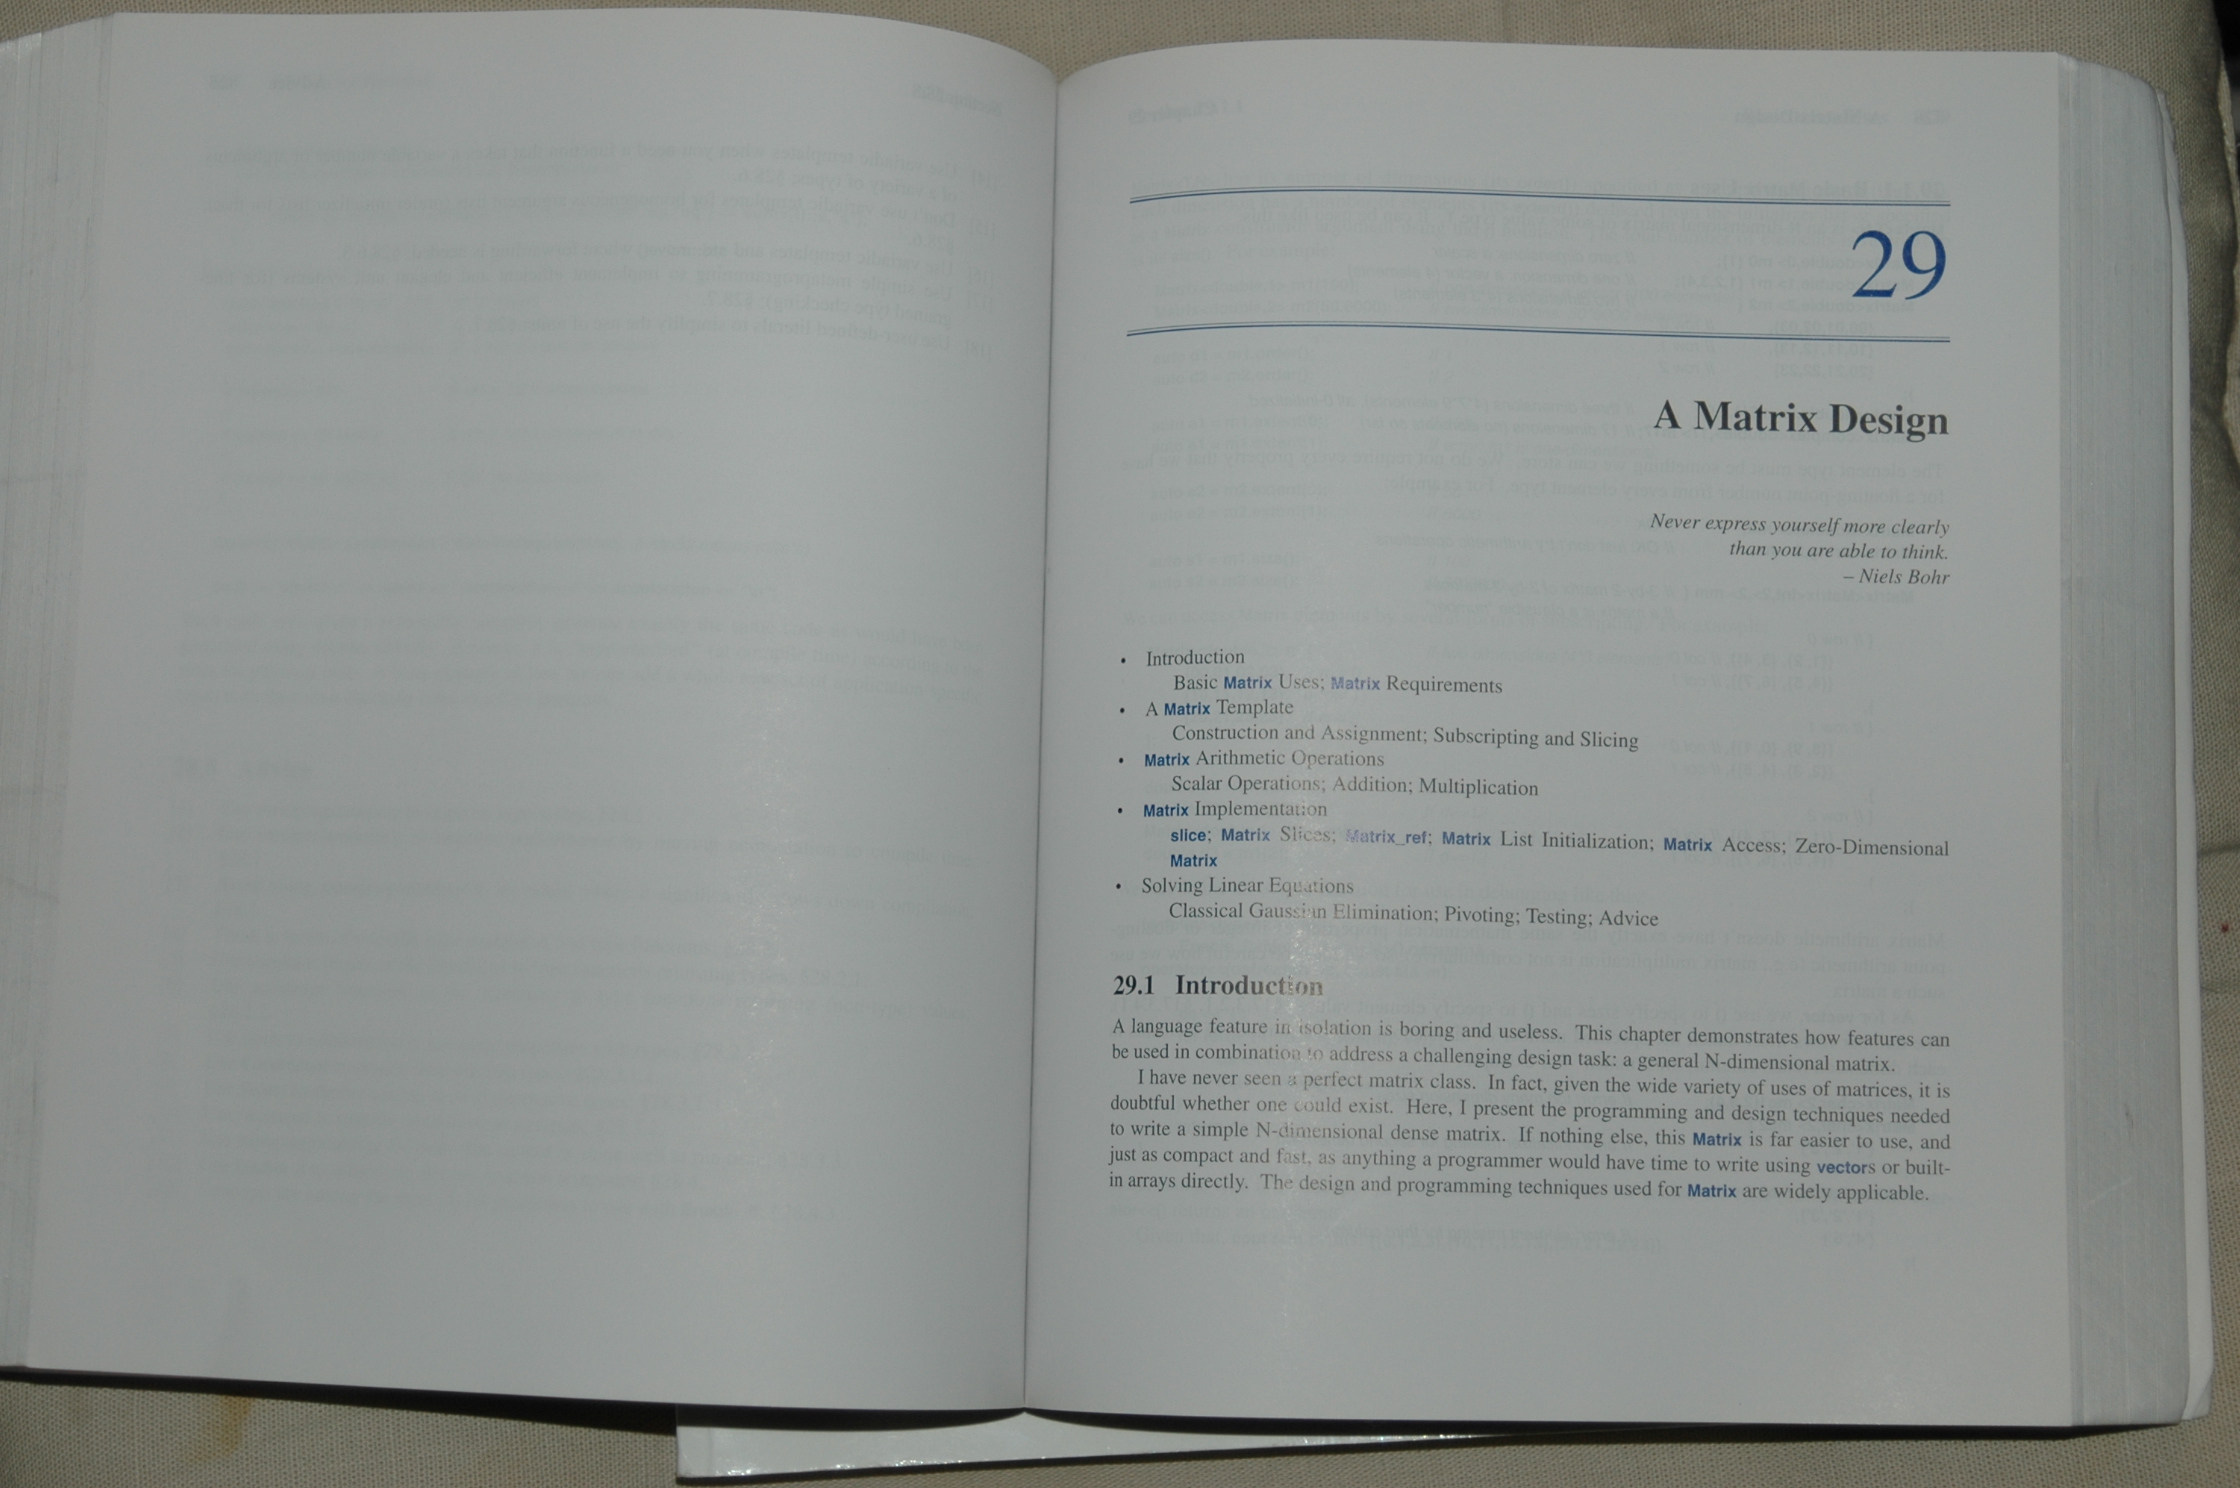 29
A Matrix Design
Never express yourself more clearly
than you are able to think.
– Niels Bohr
• Introduction
Basic Matrix Uses; Matrix Requirements
• A Matrix Template
Construction and Assignment; Subscripting and Slicing
• Matrix Arithmetic Operations
Scalar Operations; Addition; Multiplication
• Matrix Implementation
slice; Matrix Slices; Matrix_ref; Matrix List Initialization; Matrix Access; Zero-Dimensional
Matrix
• Solving Linear Equations
Classical Gaussian Elimination; Pivoting; Testing; Advice
29.1 Introduction
A language feature in isolation is boring and useless. This chapter demonstrates how features can
be used in combination to address a challenging design task: a general N-dimensional matrix.
I have never seen a perfect matrix class. In fact, given the wide variety of uses of matrices, it is
doubtful whether one could exist. Here, I present the programming and design techniques needed
to write a simple N-dimensional dense matrix. If nothing else, this Matrix is far easier to use, and
just as compact and fast, as anything a programmer would have time to write using vectors or built-
in arrays directly. The design and programming techniques used for Matrix are widely applicable.